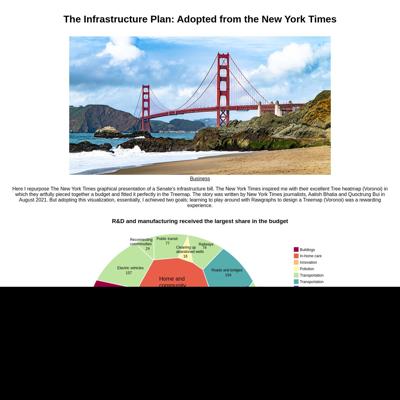 The Infrastructure Plan: Adopted from the New York Times
Business
Here I repurpose The New York Times graphical presentation of a Senate's infrastructure bill. The New York Times inspired me with their excellent Tree heatmap (Voronoi) in
which they artfully pieced together a budget and fitted it perfectly in the Treemap. The story was written by New York Times journalists, Aatish Bhatia and Quoctrung Bui in
August 2021. But adopting this visualization, essentially, I achieved two goals; learning to play around with Rawgraphs to design a Treemap (Voronoi) was a rewarding
experience.
R&D and manufacturing received the largest share in the budget
Reconnecting
communities
24
Public transit
77
Cleaning up
abandoned wells
16
Railways
Electric vehicles
157
Roads and bridges
159
Home and
community
Buildings
In-home care
Innovation
Pollution
Transportation
Transportation